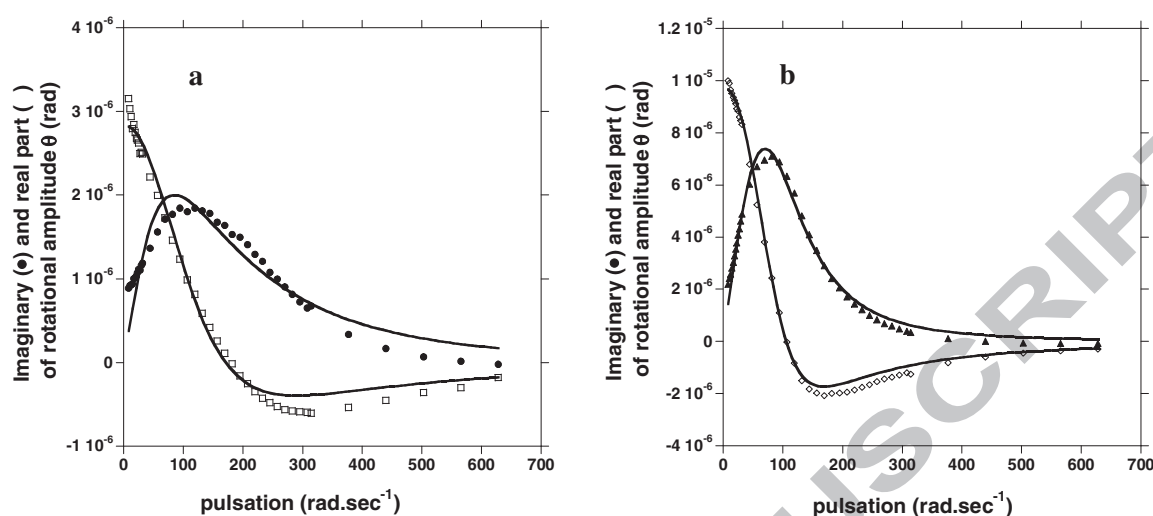 4 10-6
3 10-6
2 10-6
1 10-6
0
-1 10-6
0 100 200 300 400 500 600 700
a
Imaginary (●) and real part ( )
of rotational amplitude θ (rad)
pulsation (rad.sec-1)
1.2 10-5
1 10-5
8 10-6
6 10-6
4 10-6
2 10-6
0
-2 10-6
-4 10-6
0 100 200 300 400 500 600 700
b
Imaginary (●) and real part ( )
of rotational amplitude θ (rad)
pulsation (rad.sec-1)
USCRIPT